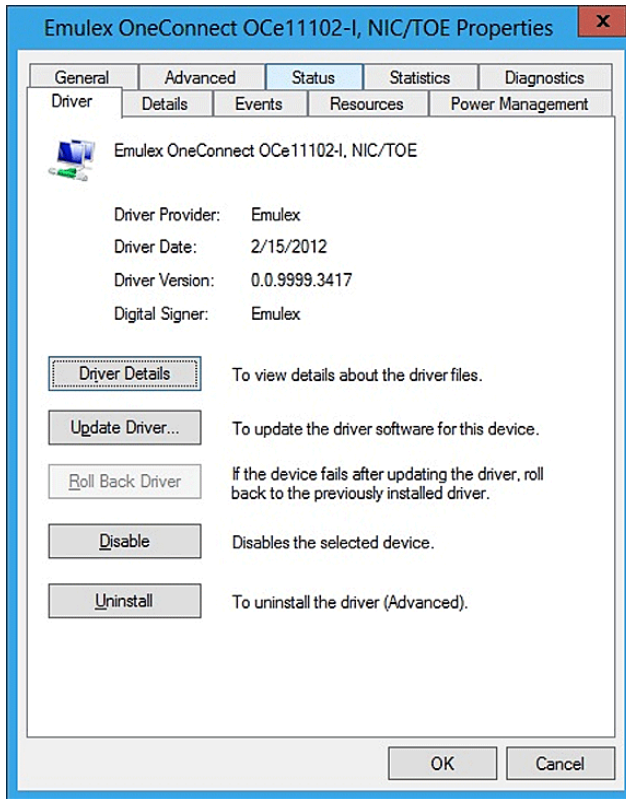 Emulex OneConnect OCe11102-I, NIC/TOE Properties
x
General Advanced Status Statistics Diagnostics
Driver Details Events Resources Power Management
Emulex OneConnect OCe11102-I, NIC/TOE
Driver Provider: Emulex
Driver Date: 2/15/2012
Driver Version: 0.0.9999.3417
Digital Signer: Emulex
Driver Details To view details about the driver files.
Update Driver... To update the driver software for this device.
Roll Back Driver If the device fails after updating the driver, roll
back to the previously installed driver.
Disable Disables the selected device.
Uninstall To uninstall the driver (Advanced).
OK Cancel